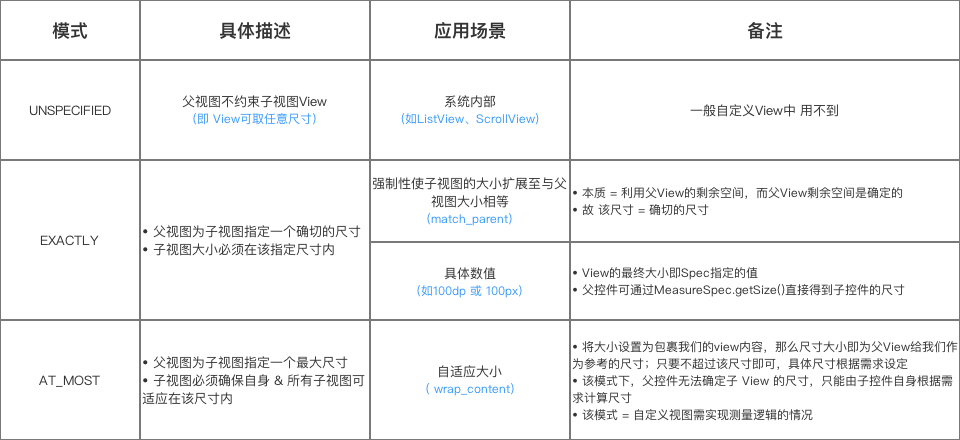 模式
具体描述
应用场景
备注
UNSPECIFIED
父视图不约束子视图View
（即 View可取任意尺寸）
系统内部
（如ListView、ScrollView）
一般自定义View中 用不到
EXACTLY
• 父视图为子视图指定一个确切的尺寸
• 子视图大小必须在该指定尺寸内
强制性使子视图的大小扩展至与父
视图大小相等
（match_parent）
• 本质 = 利用父View的剩余空间，而父View剩余空间是确定的
• 故 该尺寸 = 确切的尺寸
具体数值
（如100dp 或 100px）
• View的最终大小即Spec指定的值
• 父控件可通过MeasureSpec.getSize()直接得到子控件的尺寸
AT_MOST
• 父视图为子视图指定一个最大尺寸
• 子视图必须确保自身 & 所有子视图可
适应在该尺寸内
自适应大小
（ wrap_content）
• 将大小设置为包裹我们的view内容，那么尺寸大小即为父View给我们作
为参考的尺寸；只要不超过该尺寸即可，具体尺寸根据需求设定
• 该模式下，父控件无法确定子 View 的尺寸，只能由子控件自身根据需
求计算尺寸
• 该模式 = 自定义视图需实现测量逻辑的情况